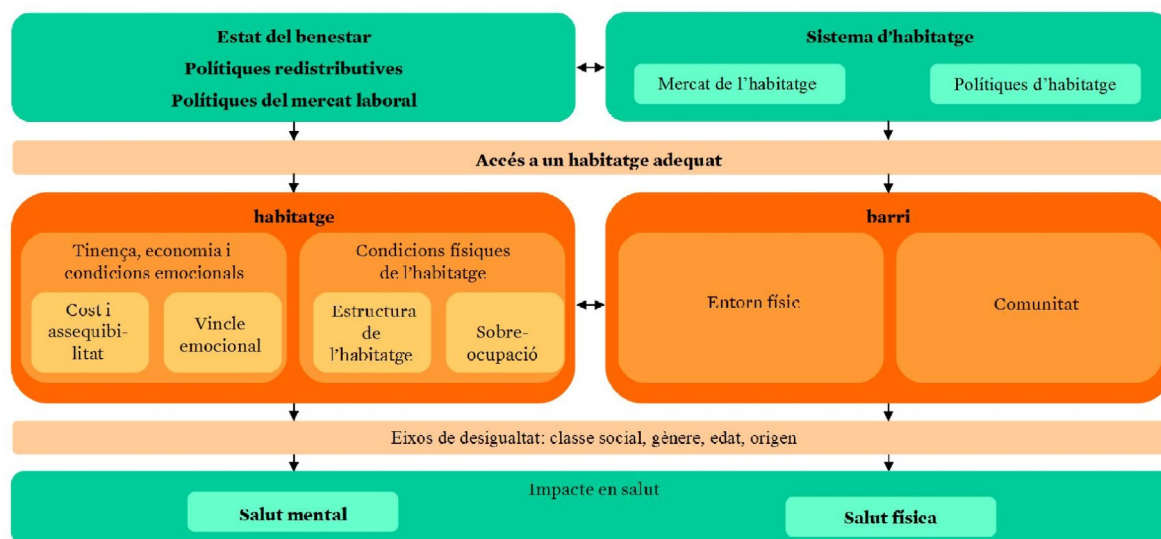 Estat del benestar
Polítiques redistributives
Polítiques del mercat laboral
Sistema d'habitatge
Mercat de l'habitatge
Polítiques d'habitatge
Accés a un habitatge adequat
habitatge
Tinença, economia i
condicions emocionals
Cost i
assequibi-
litat
Vincle
emocional
Condicions físiques
de l'habitatge
Estructura
de
l'habitatge
Sobre-
ocupació
barri
Entorn físic
Comunitat
Eixos de desigualtat: classe social, gènere, edat, origen
Impacte en salut
Salut mental
Salut física